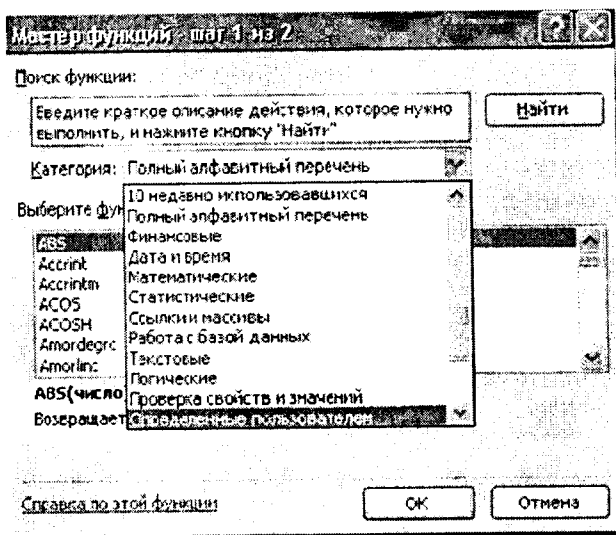 Мастер функций - шаг 1 из 2
Поиск функции:
Введите краткое описание действия, которое нужно
выполнить, и нажмите кнопку "Найти"
Найти
Категория: Полный алфавитный перечень
10 недавно использовавшихся
Полный алфавитный перечень
Финансовые
Дата и время
Математические
Статистические
Ссылки и массивы
Работа с базой данных
Текстовые
Логические
Проверка свойств и значений
Определенные пользователем
Выберите фун
ABS
Accrint
Accrintm
ACOS
ACOSH
Amordegrc
Amorlinc
ABS(число
Возвращает
Справка по этой функции
ОК
Отмена